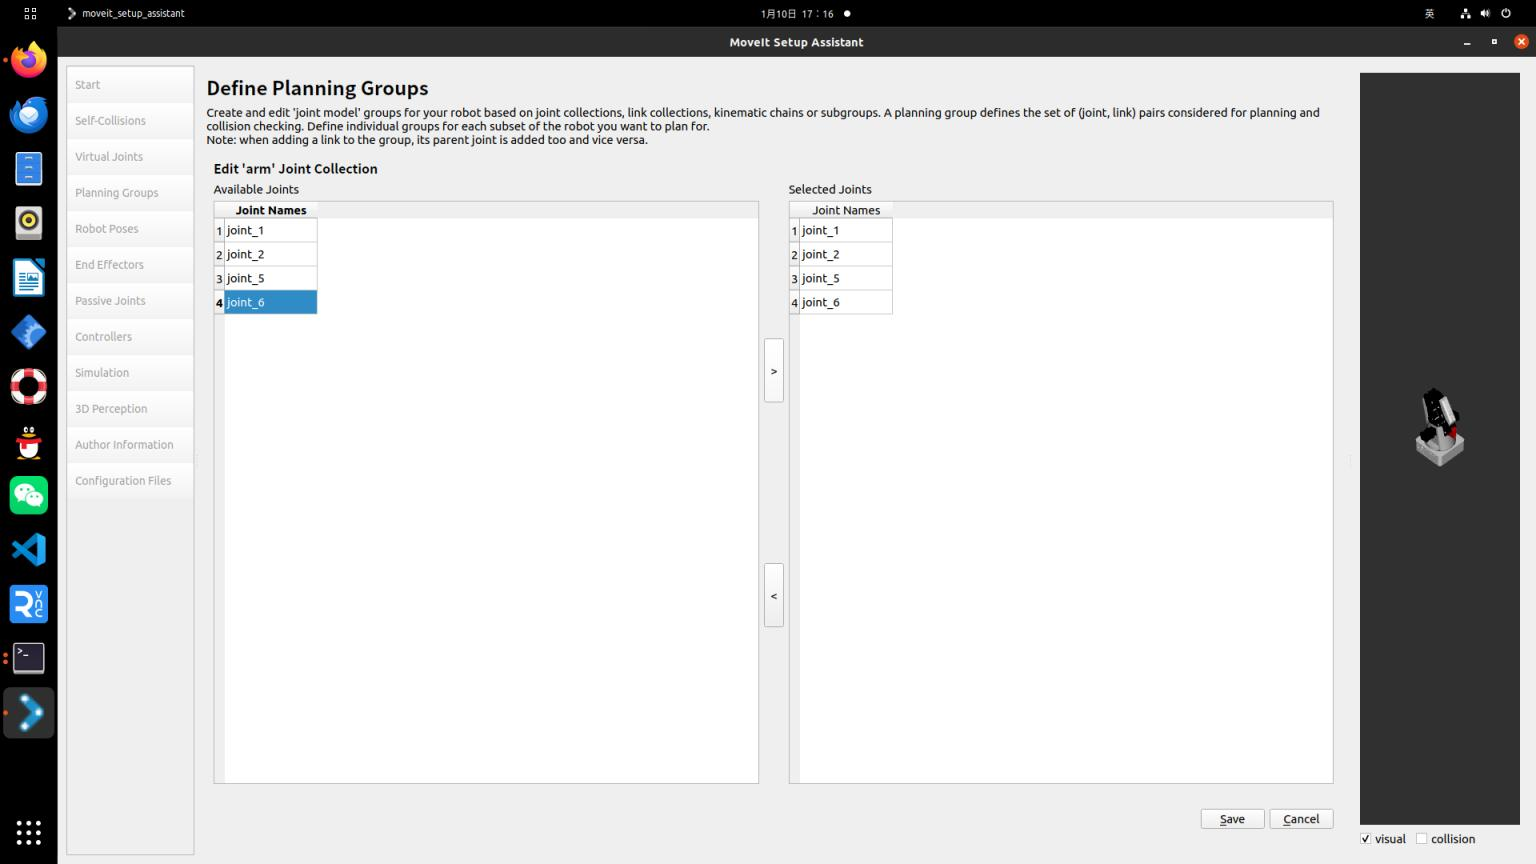 moveit_setup_assistant
1月10日 17：16
英
MoveIt Setup Assistant
Start
Self-Collisions
Virtual Joints
Planning Groups
Robot Poses
End Effectors
Passive Joints
Controllers
Simulation
3D Perception
Author Information
Configuration Files
Define Planning Groups
Create and edit 'joint model' groups for your robot based on joint collections, link collections, kinematic chains or subgroups. A planning group defines the set of (joint, link) pairs considered for planning and
collision checking. Define individual groups for each subset of the robot you want to plan for.
Note: when adding a link to the group, its parent joint is added too and vice versa.
Edit 'arm' Joint Collection
Available Joints
Joint Names
1 joint_1
2 joint_2
3 joint_5
4 joint_6
>
<
Selected Joints
Joint Names
1 joint_1
2 joint_2
3 joint_5
4 joint_6
Save
Cancel
visual
collision